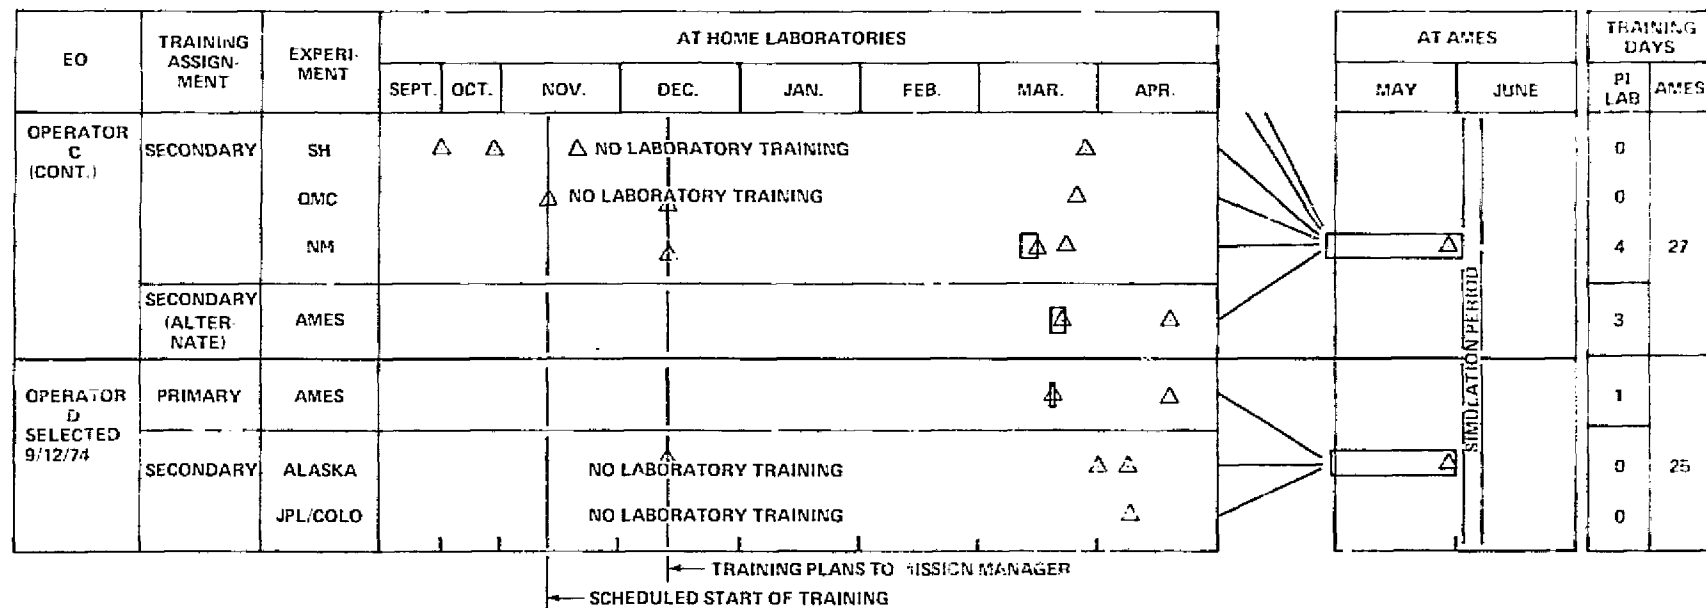 EO
TRAINING
ASSIGN-
MENT
EXPERI-
MENT
AT HOME LABORATORIES
SEPT. OCT. NOV. DEC. JAN. FEB. MAR. APR.
AT AMES
MAY JUNE
TRAINING
DAYS
PI
LAB
AMES
OPERATOR
C
(CONT.)
SECONDARY SH NO LABORATORY TRAINING 0
QMC NO LABORATORY TRAINING 0
NM 4 27
SECONDARY
(ALTER-
NATE)
AMES 3
SIMULATION PERIOD
OPERATOR
D
SELECTED
9/12/74
PRIMARY AMES 1
SECONDARY ALASKA NO LABORATORY TRAINING 0 25
JPL/COLO NO LABORATORY TRAINING 0
TRAINING PLANS TO MISSION MANAGER
SCHEDULED START OF TRAINING